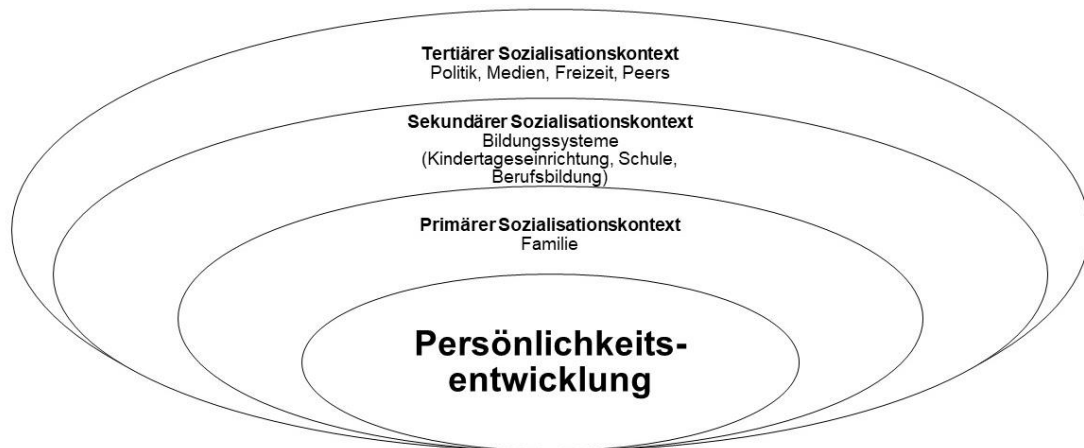 Tertiärer Sozialisationskontext
Politik, Medien, Freizeit, Peers
Sekundärer Sozialisationskontext
Bildungssysteme
(Kindertageseinrichtung, Schule,
Berufsbildung)
Primärer Sozialisationskontext
Familie
Persönlichkeits-
entwicklung